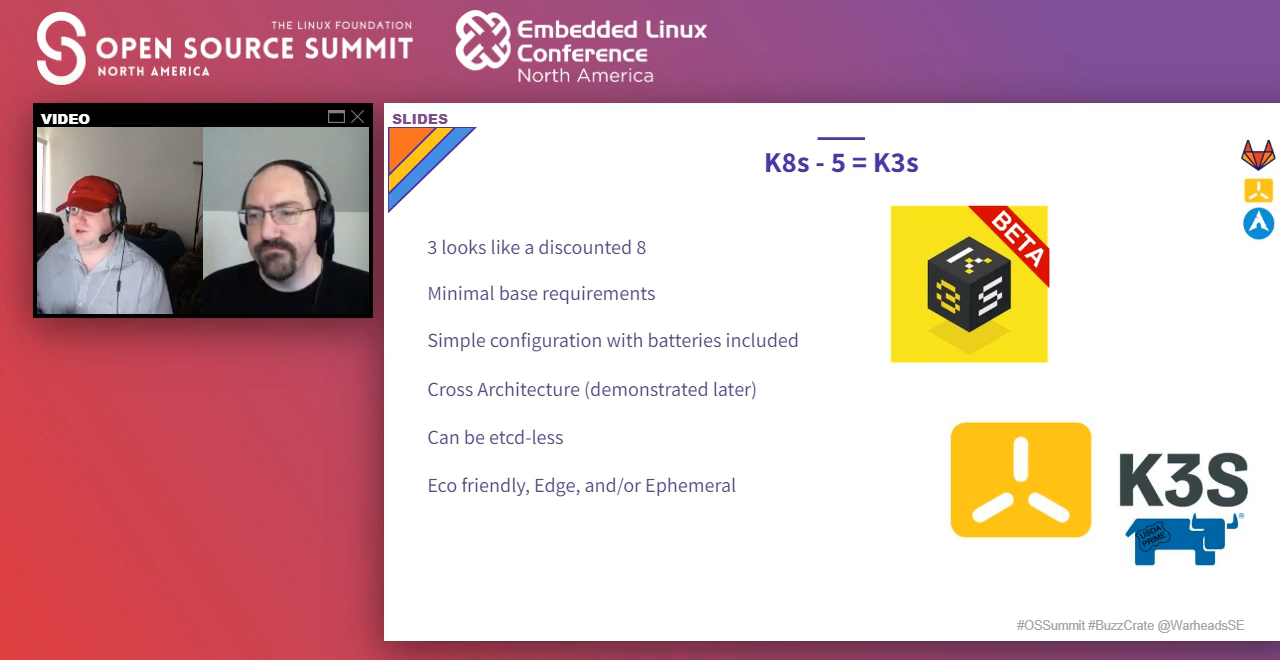 THE LINUX FOUNDATION
OPEN SOURCE SUMMIT
NORTH AMERICA
Embedded Linux
Conference
North America
VIDEO
SLIDES
K8s - 5 = K3s
3 looks like a discounted 8
Minimal base requirements
Simple configuration with batteries included
Cross Architecture (demonstrated later)
Can be etcd-less
Eco friendly, Edge, and/or Ephemeral
BETA
K
3 S
K3S
USDA
PRIME
®
#OSSummit #BuzzCrate @WarheadsSE